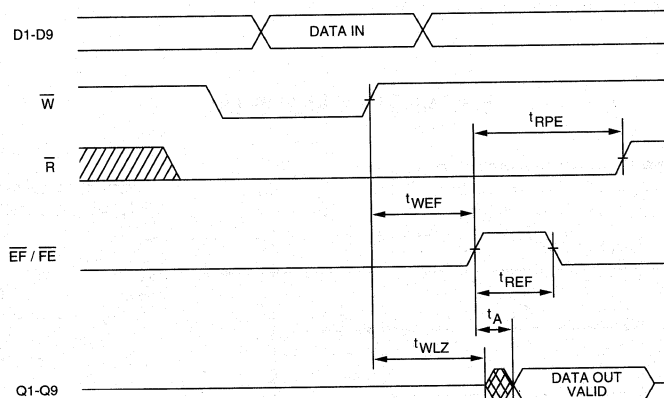 D1-D9
DATA IN
W
tRPE
R
tWEF
EF / FE
tREF
tA
tWLZ
Q1-Q9
DATA OUT
VALID